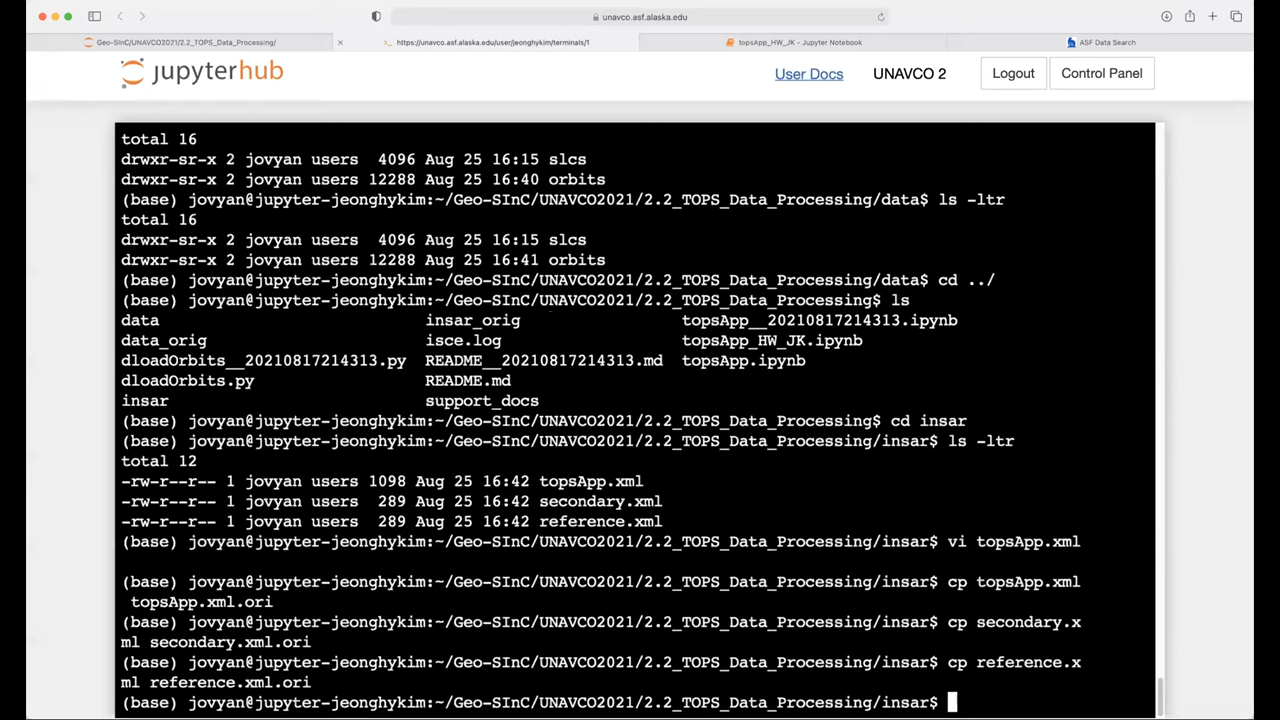 unavco.asf.alaska.edu
Geo-SInC/UNAVCO2021/2.2_TOPS_Data_Processing/
https://unavco.asf.alaska.edu/user/jeonghykim/terminals/1
topsApp_HW_JK - Jupyter Notebook
ASF Data Search
jupyterhub
User Docs
UNAVCO 2
Logout
Control Panel
total 16
drwxr-sr-x 2 jovyan users  4096 Aug 25 16:15 slcs
drwxr-sr-x 2 jovyan users 12288 Aug 25 16:40 orbits
(base) jovyan@jupyter-jeonghykim:~/Geo-SInC/UNAVCO2021/2.2_TOPS_Data_Processing/data$ ls -ltr
total 16
drwxr-sr-x 2 jovyan users  4096 Aug 25 16:15 slcs
drwxr-sr-x 2 jovyan users 12288 Aug 25 16:41 orbits
(base) jovyan@jupyter-jeonghykim:~/Geo-SInC/UNAVCO2021/2.2_TOPS_Data_Processing/data$ cd ../
(base) jovyan@jupyter-jeonghykim:~/Geo-SInC/UNAVCO2021/2.2_TOPS_Data_Processing$ ls
data insar_orig topsApp__20210817214313.ipynb
data_orig isce.log topsApp_HW_JK.ipynb
dloadOrbits__20210817214313.py README__20210817214313.md topsApp.ipynb
dloadOrbits.py README.md
insar support_docs
(base) jovyan@jupyter-jeonghykim:~/Geo-SInC/UNAVCO2021/2.2_TOPS_Data_Processing$ cd insar
(base) jovyan@jupyter-jeonghykim:~/Geo-SInC/UNAVCO2021/2.2_TOPS_Data_Processing/insar$ ls -ltr
total 12
-rw-r--r-- 1 jovyan users 1098 Aug 25 16:42 topsApp.xml
-rw-r--r-- 1 jovyan users  289 Aug 25 16:42 secondary.xml
-rw-r--r-- 1 jovyan users  289 Aug 25 16:42 reference.xml
(base) jovyan@jupyter-jeonghykim:~/Geo-SInC/UNAVCO2021/2.2_TOPS_Data_Processing/insar$ vi topsApp.xml
(base) jovyan@jupyter-jeonghykim:~/Geo-SInC/UNAVCO2021/2.2_TOPS_Data_Processing/insar$ cp topsApp.xml
topsApp.xml.ori
(base) jovyan@jupyter-jeonghykim:~/Geo-SInC/UNAVCO2021/2.2_TOPS_Data_Processing/insar$ cp secondary.x
ml secondary.xml.ori
(base) jovyan@jupyter-jeonghykim:~/Geo-SInC/UNAVCO2021/2.2_TOPS_Data_Processing/insar$ cp reference.x
ml reference.xml.ori
(base) jovyan@jupyter-jeonghykim:~/Geo-SInC/UNAVCO2021/2.2_TOPS_Data_Processing/insar$